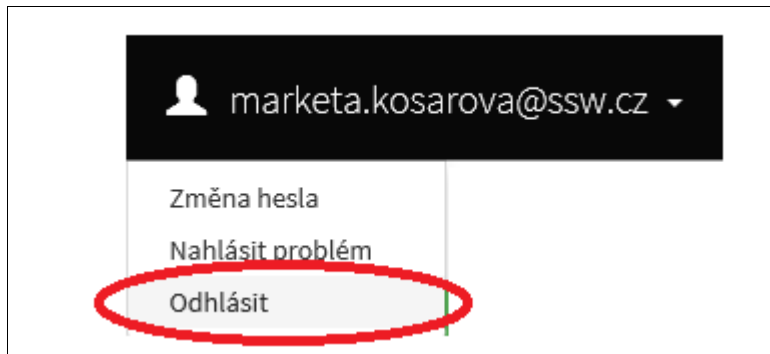 marketa.kosarova@ssw.cz
Změna hesla
Nahlásit problém
Odhlásit